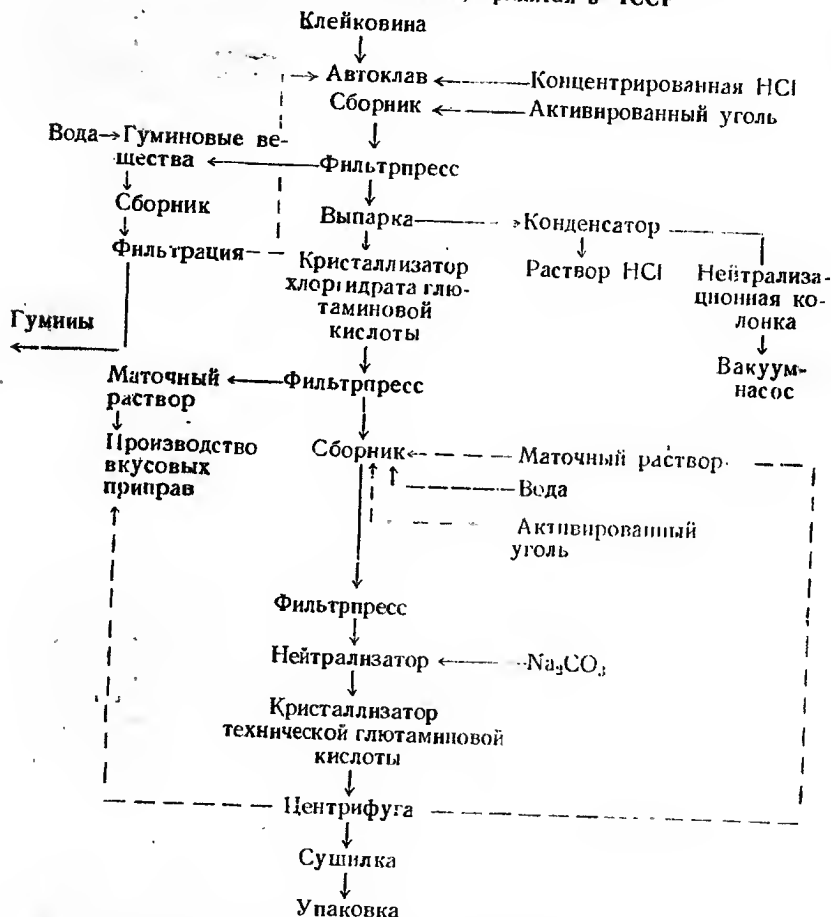 Клейковина
Автоклав
Концентрированная HCl
Сборник
Активированный уголь
Вода
Гуминовые ве-
щества
Фильтрпресс
Сборник
Выпарка
Конденсатор
Фильтрация
Кристаллизатор
хлоргидрата глю-
таминовой
кислоты
Раствор HCl
Нейтрализа-
ционная ко-
лонка
Гумины
Вакуум-
насос
Маточный
раствор
Фильтрпресс
Производство
вкусовых
приправ
Сборник
Маточный раствор
Вода
Активированный
уголь
Фильтрпресс
Нейтрализатор
Na₂CO₃
Кристаллизатор
технической глютаминовой
кислоты
Центрифуга
Сушилка
Упаковка